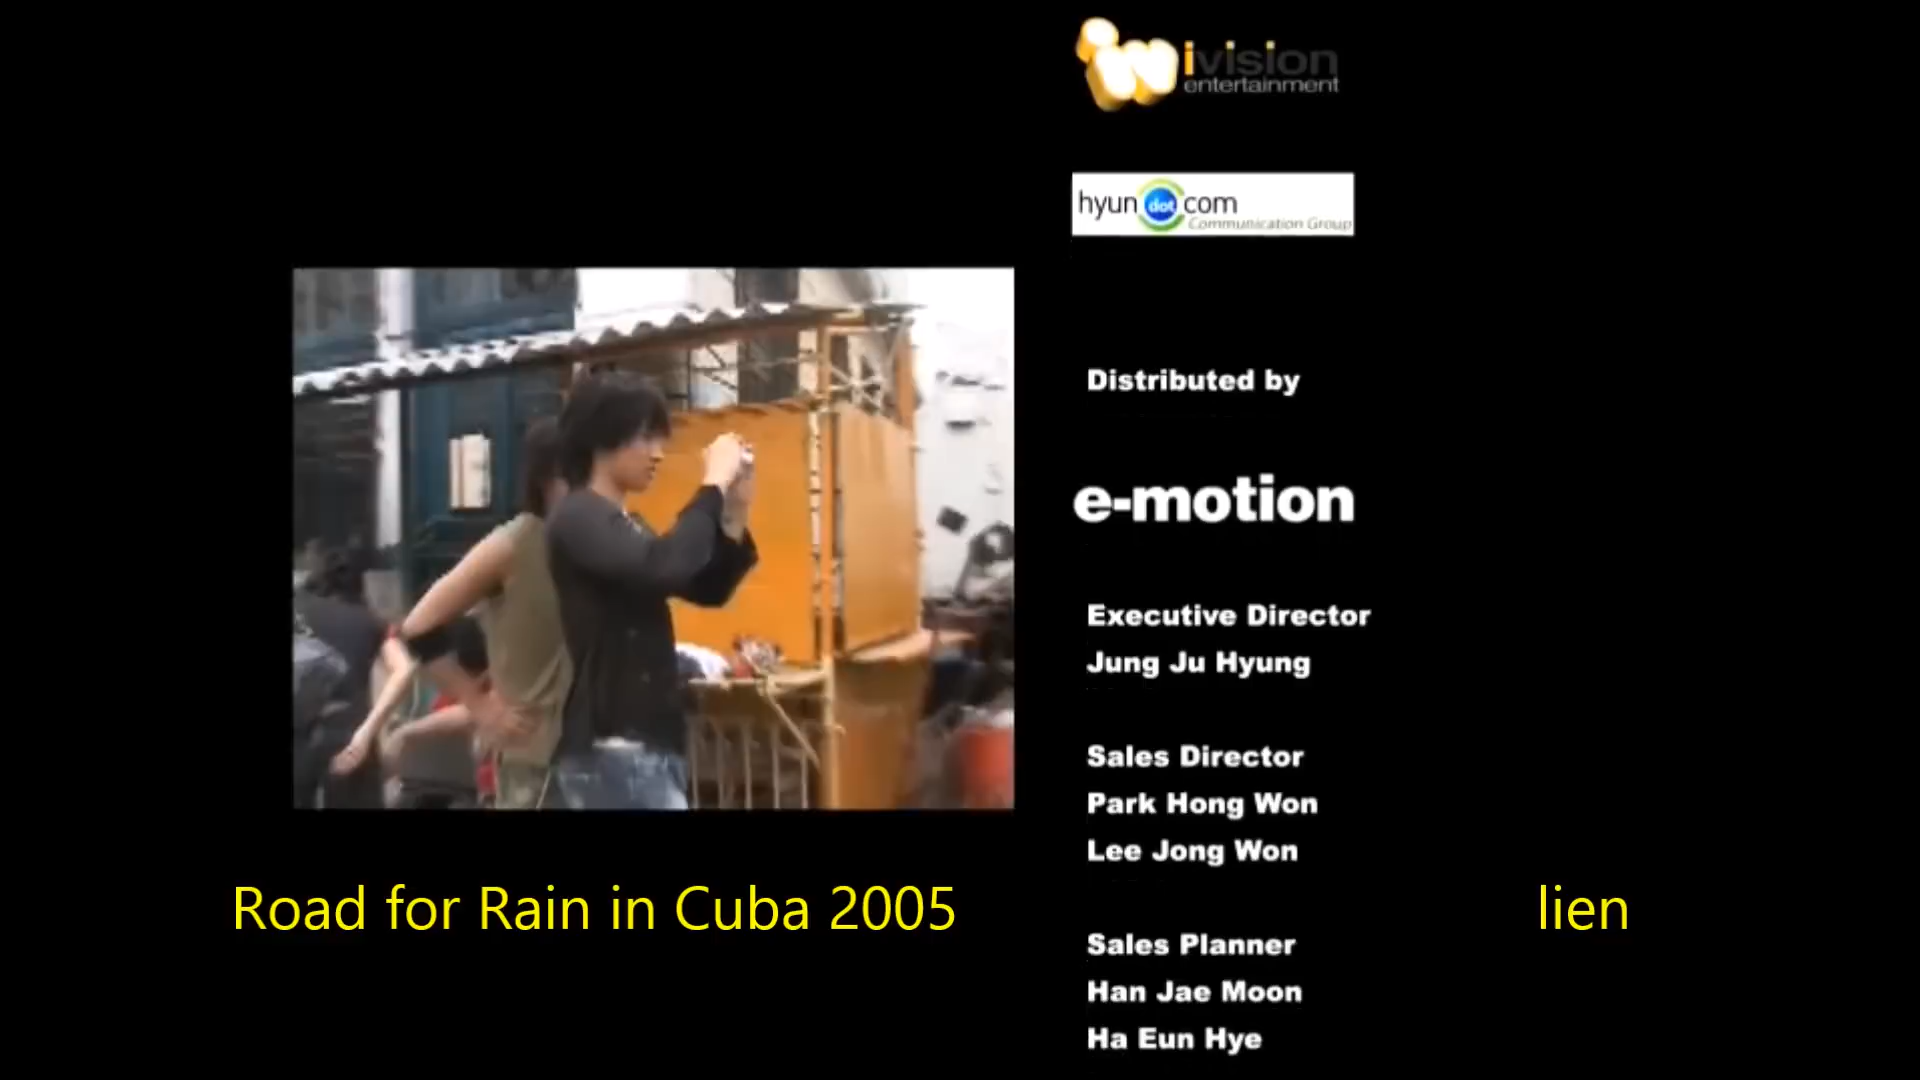 ivision
entertainment
hyun dot com
Communication Group
Distributed by
e-motion
Executive Director
Jung Ju Hyung
Sales Director
Park Hong Won
Lee Jong Won
Road for Rain in Cuba 2005
lien
Sales Planner
Han Jae Moon
Ha Eun Hye